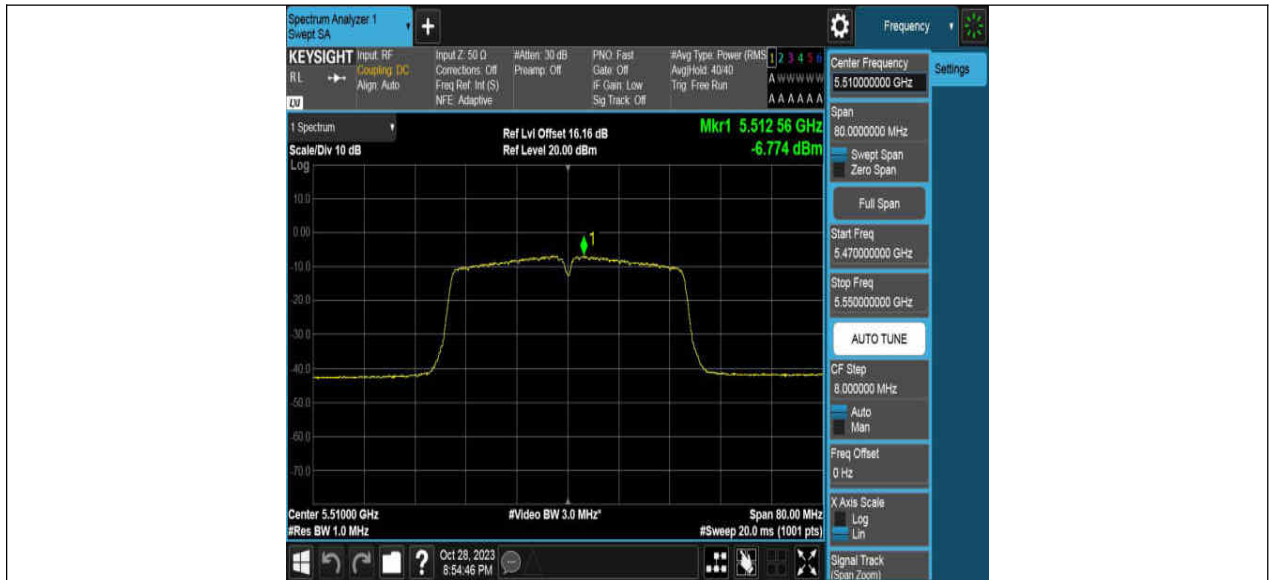 Spectrum Analyzer 1
Swept SA
+
Frequency
KEYSIGHT
RL
LXI
Input: RF
Coupling: DC
Align: Auto
Input Z: 50 Ω
Corrections: Off
Freq Ref: Int (S)
NFE: Adaptive
#Atten: 30 dB
Preamp: Off
PNO: Fast
Gate: Off
IF Gain: Low
Sig Track: Off
#Avg Type: Power (RMS
Avg|Hold: 40/40
Trig: Free Run
1 2 3 4 5 6
A W W W W W
A A A A A A
1 Spectrum
Scale/Div 10 dB
Log
Ref Lvl Offset 16.16 dB
Ref Level 20.00 dBm
Mkr1 5.512 56 GHz
-6.774 dBm
10.0
0.00
-10.0
-20.0
-30.0
-40.0
-50.0
-60.0
-70.0
1
Center 5.51000 GHz
#Res BW 1.0 MHz
#Video BW 3.0 MHz*
Span 80.00 MHz
#Sweep 20.0 ms (1001 pts)
?
Oct 28, 2023
8:54:46 PM
Settings
Center Frequency
5.510000000 GHz
Span
80.0000000 MHz
Swept Span
Zero Span
Full Span
Start Freq
5.470000000 GHz
Stop Freq
5.550000000 GHz
AUTO TUNE
CF Step
8.000000 MHz
Auto
Man
Freq Offset
0 Hz
X Axis Scale
Log
Lin
Signal Track
(Span Zoom)